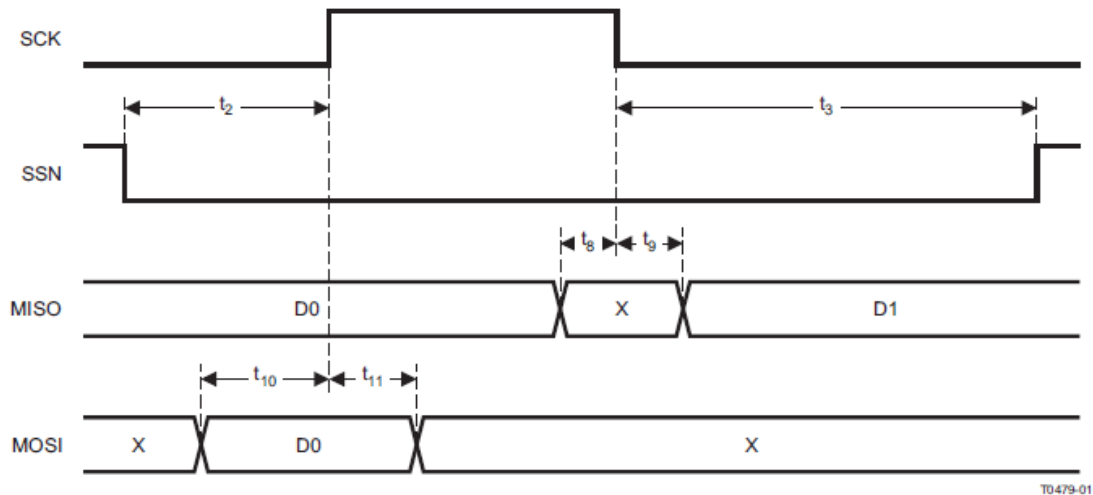 SCK
t2
t3
SSN
t8 t9
MISO D0 X D1
t10 t11
MOSI X D0 X
T0479-01